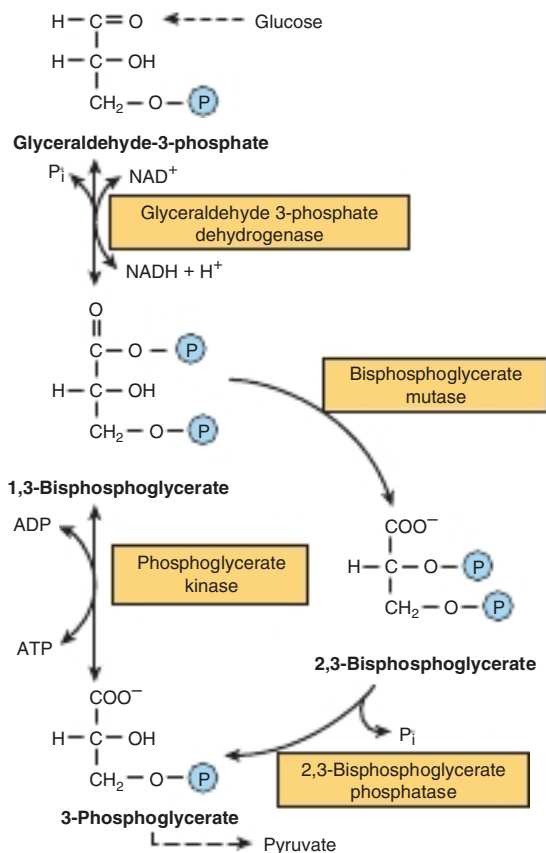 H — C = O
Glucose
H — C — OH
CH₂ — O — P
Glyceraldehyde-3-phosphate
Pi
NAD⁺
Glyceraldehyde 3-phosphate
dehydrogenase
NADH + H⁺
O
C — O — P
H — C — OH
CH₂ — O — P
Bisphosphoglycerate
mutase
1,3-Bisphosphoglycerate
ADP
Phosphoglycerate
kinase
ATP
COO⁻
H — C — O — P
CH₂ — O — P
2,3-Bisphosphoglycerate
Pi
2,3-Bisphosphoglycerate
phosphatase
COO⁻
H — C — OH
CH₂ — O — P
3-Phosphoglycerate
Pyruvate